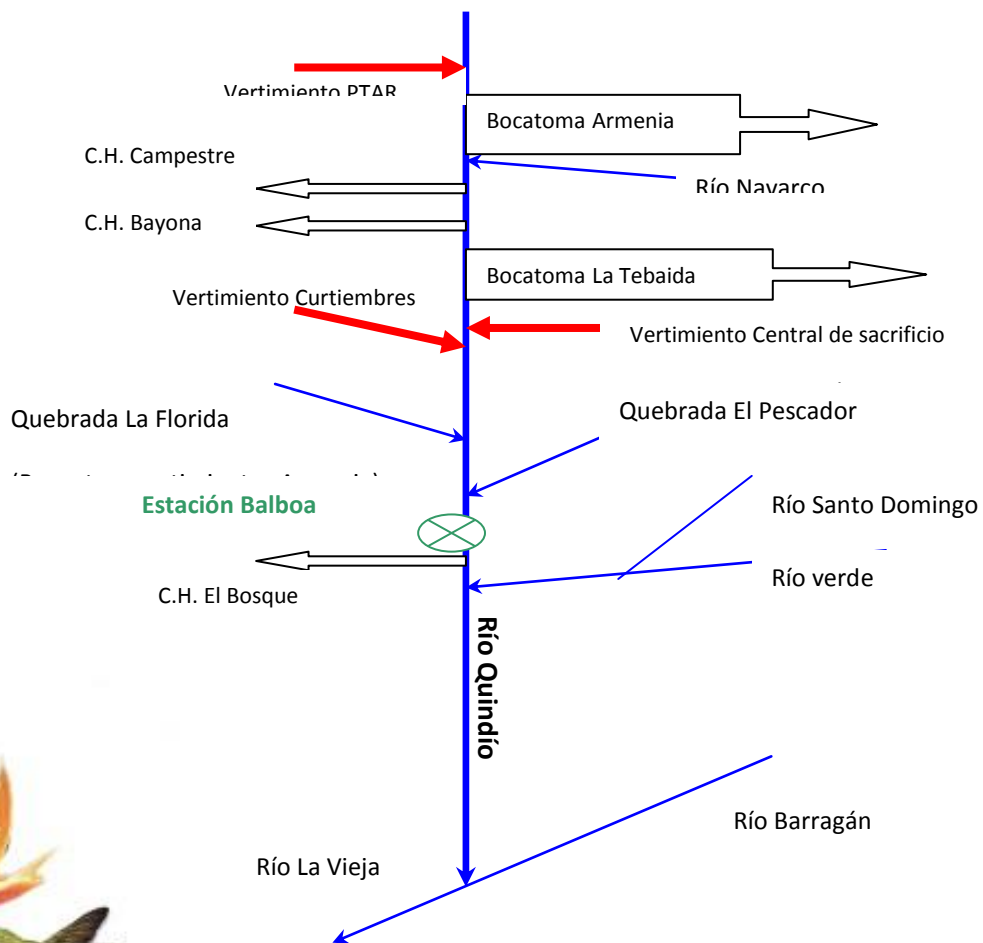 Vertimiento PTAR
Bocatoma Armenia
C.H. Campestre
Río Navarco
C.H. Bayona
Bocatoma La Tebaida
Vertimiento Curtiembres
Vertimiento Central de sacrificio
Quebrada La Florida
Quebrada El Pescador
Estación Balboa
Río Santo Domingo
Río verde
C.H. El Bosque
Río Quindío
Río Barragán
Río La Vieja